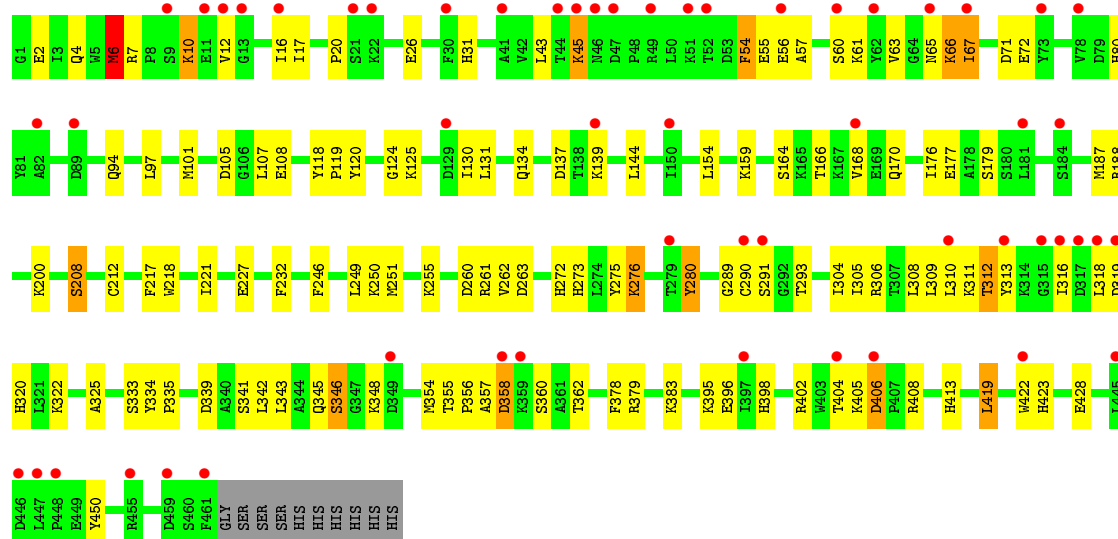 G1 E2 I3 Q4 W5 M6 R7 P8 S9 K10 E11 V12 G13 I16 I17 P20 S21 K22 E26 F30 H31 A41 V42 L43 T44 K45 N46 D47 P48 R49 L50 K51 T52 D53 F54 E55 E56 A57 S60 K61 Y62 V63 G64 N65 K66 I67 D71 E72 Y73 V78 D79 H80
Y81 A82 D89 Q94 L97 M101 D105 G106 L107 E108 Y118 P119 Y120 G124 K125 D129 I130 L131 Q134 D137 T138 K139 L144 I150 L154 K159 S164 K165 T166 K167 V168 E169 Q170 I176 E177 A178 S179 S180 L181 S184 M187 R188
K200 S208 C212 F217 W218 I221 E227 F232 F246 L249 K250 M251 K255 D260 R261 V262 D263 H272 H273 L274 Y275 K276 T279 Y280 G289 C290 S291 G292 T293 I304 I305 R306 T307 L308 L309 L310 K311 T312 Y313 K314 G315 I316 D317 L318 D319
H320 L321 K322 A325 S333 Y334 P335 D339 A340 S341 L342 L343 A344 Q345 S346 G347 K348 D349 M354 T355 P356 A357 D358 K359 S360 A361 T362 F378 R379 K383 K395 E396 I397 H398 R402 W403 T404 K405 D406 P407 R408 H413 L419 W422 H423 E428 L445
D446 L447 P448 E449 Y450 R455 D459 S460 F461 GLY SER SER SER HIS HIS HIS HIS HIS HIS